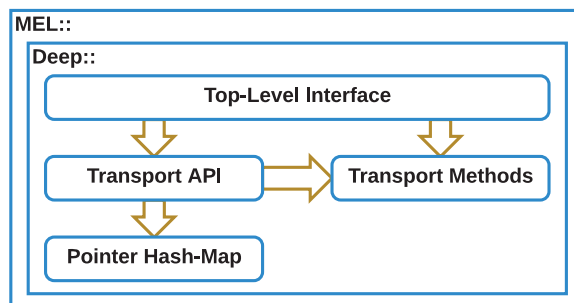 MEL::
Deep::
Top-Level Interface
Transport API
Transport Methods
Pointer Hash-Map